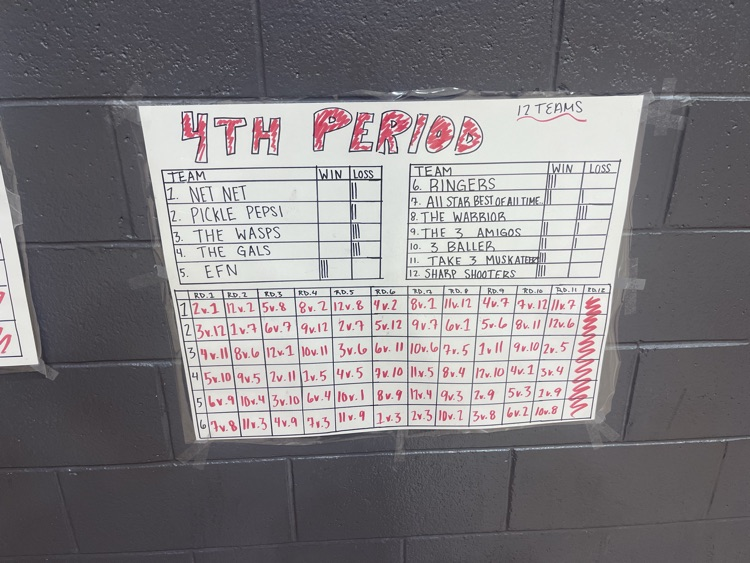 4TH PERIOD
12 TEAMS
TEAM WIN LOSS
1. NET NET
2. PICKLE PEPSI
3. THE WASPS
4. THE GALS
5. EFN
TEAM WIN LOSS
6. RINGERS
7. ALL STAR BEST OF ALL TIME
8. THE WARRIOR
9. THE 3 AMIGOS
10. 3 BALLER
11. TAKE 3 MUSKATEER
12. SHARP SHOOTERS
RD.1 RD.2 RD.3 RD.4 RD.5 RD.6 RD.7 RD.8 RD.9 RD.10 RD.11 RD.12
1 2v.1 12v.2 5v.8 8v.2 12v.8 4v.2 8v.1 11v.12 4v.7 7v.12 11v.7
2 3v.12 1v.7 6v.7 9v.12 2v.7 5v.12 9v.7 6v.1 5v.6 8v.11 12v.6
3 4v.11 8v.6 12v.1 10v.11 3v.6 6v.11 10v.6 7v.5 1v11 9v.10 2v.5
4 5v.10 9v.5 2v.11 1v.5 4v.5 7v.10 11v.5 8v.4 12v.10 4v.1 3v.4
5 6v.9 10v.4 3v.10 6v.4 10v.1 8v.9 12v.4 9v.3 2v.9 5v.3 1v.9
6 7v.8 11v.3 4v.9 7v.3 11v.9 1v.3 2v.3 10v.2 3v.8 6v.2 10v.8